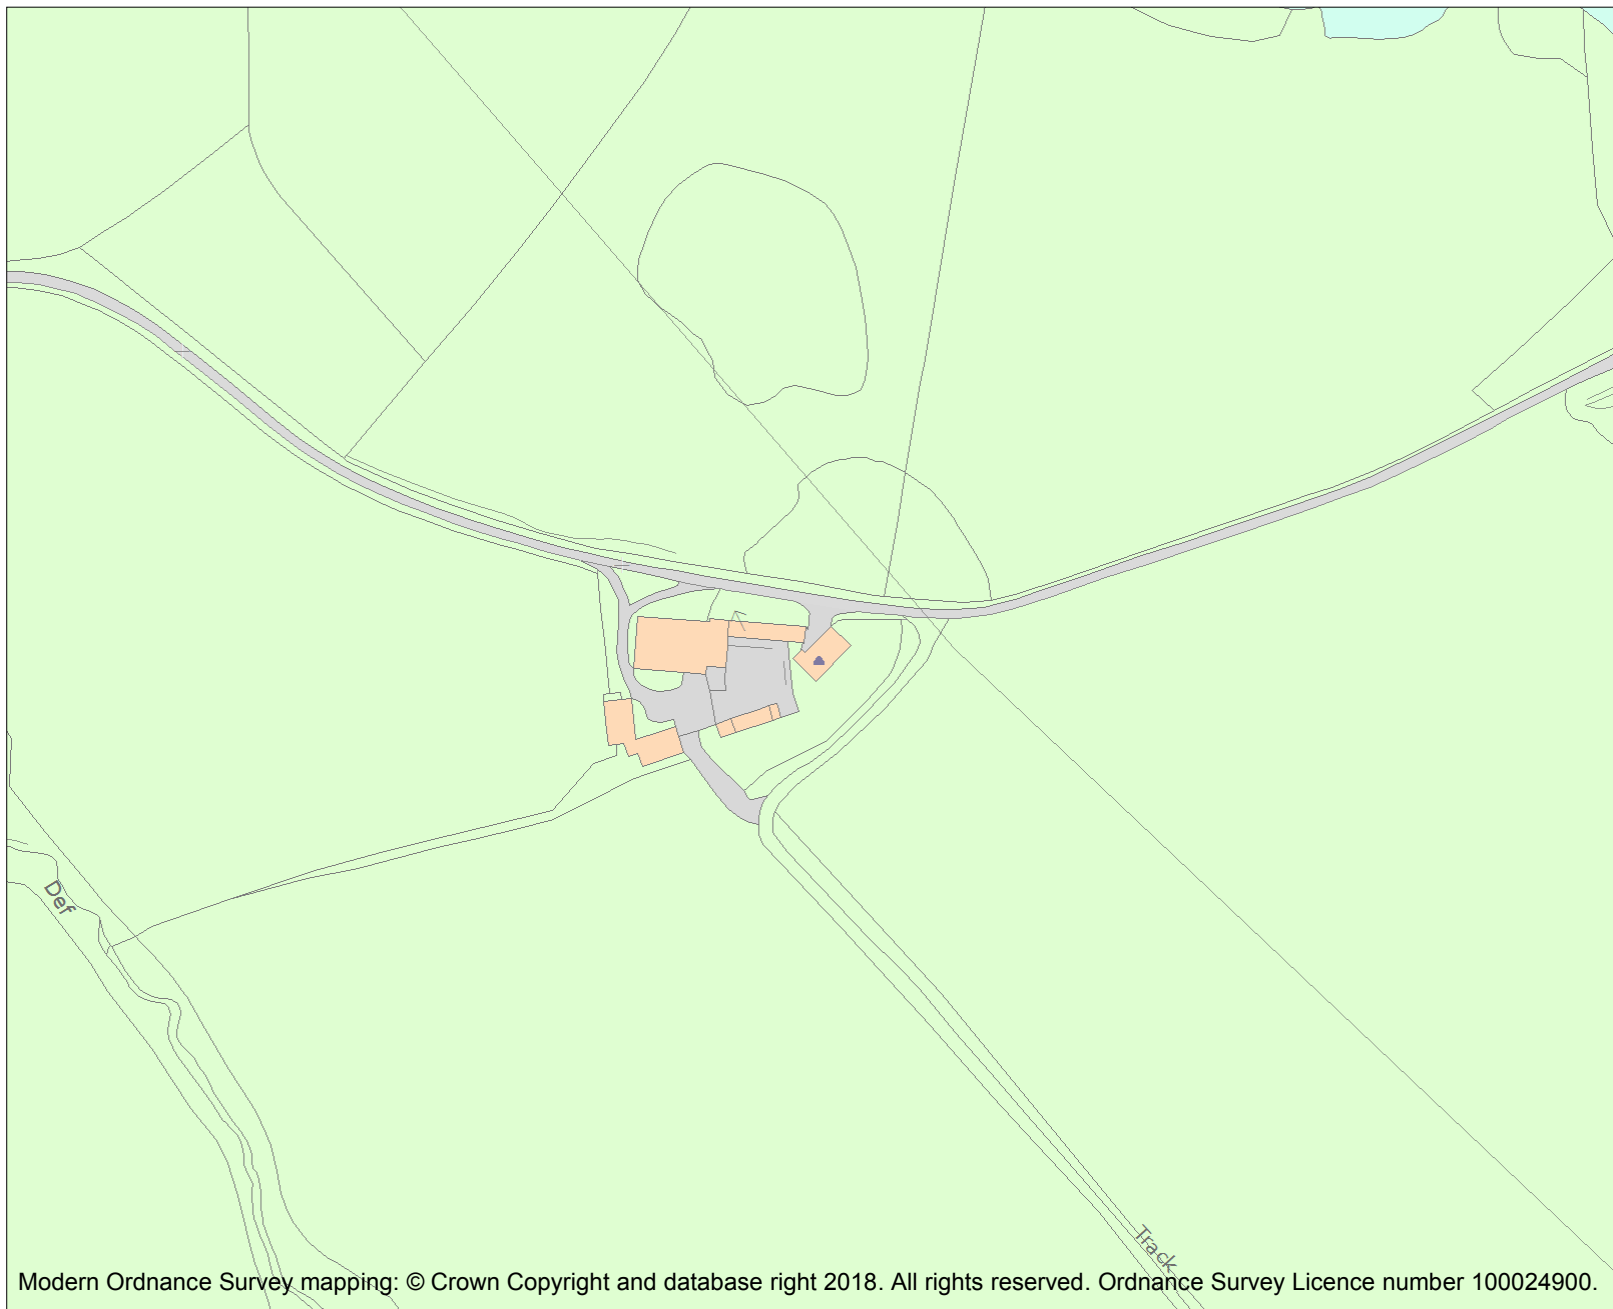 Def
Track
Modern Ordnance Survey mapping: © Crown Copyright and database right 2018. All rights reserved. Ordnance Survey Licence number 100024900.